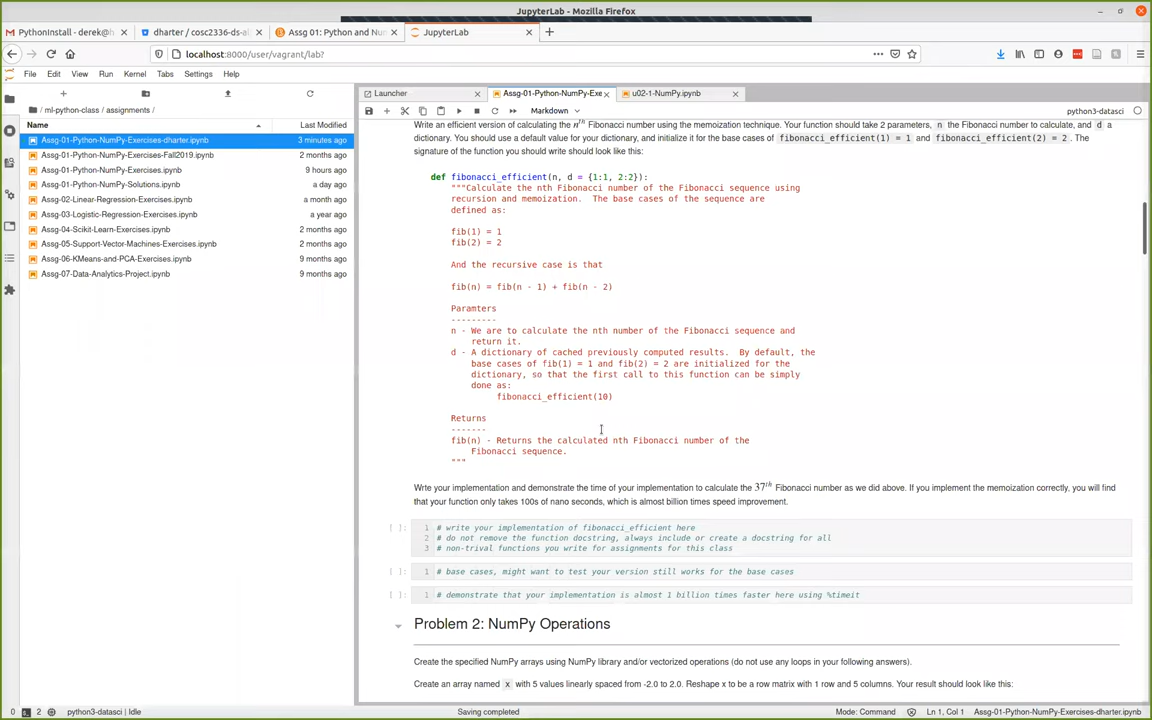 JupyterLab - Mozilla Firefox
PythonInstall - derek@h
dharter / cosc2336-ds-al
Assg 01: Python and Nu
JupyterLab
localhost:8000/user/vagrant/lab?
File Edit View Run Kernel Tabs Settings Help
/ ml-python-class / assignments /
Name Last Modified
Assg-01-Python-NumPy-Exercises-dharter.ipynb 3 minutes ago
Assg-01-Python-NumPy-Exercises-Fall2019.ipynb 2 months ago
Assg-01-Python-NumPy-Exercises.ipynb 9 hours ago
Assg-01-Python-NumPy-Solutions.ipynb a day ago
Assg-02-Linear-Regression-Exercises.ipynb a month ago
Assg-03-Logistic-Regression-Exercises.ipynb a year ago
Assg-04-Scikit-Learn-Exercises.ipynb 2 months ago
Assg-05-Support-Vector-Machines-Exercises.ipynb 2 months ago
Assg-06-KMeans-and-PCA-Exercises.ipynb 9 months ago
Assg-07-Data-Analytics-Project.ipynb 9 months ago
Launcher
Assg-01-Python-NumPy-Exe
u02-1-NumPy.ipynb
Markdown
python3-datasci
Write an efficient version of calculating the nth Fibonacci number using the memoization technique. Your function should take 2 parameters, n the Fibonacci number to calculate, and d a
dictionary. You should use a default value for your dictionary, and initialize it for the base cases of fibonacci_efficient(1) = 1 and fibonacci_efficient(2) = 2 . The
signature of the function you should write should look like this:
def fibonacci_efficient(n, d = {1:1, 2:2}):
"""Calculate the nth Fibonacci number of the Fibonacci sequence using
recursion and memoization. The base cases of the sequence are
defined as:
fib(1) = 1
fib(2) = 2
And the recursive case is that
fib(n) = fib(n - 1) + fib(n - 2)
Paramters
---------
n - We are to calculate the nth number of the Fibonacci sequence and
return it.
d - A dictionary of cached previously computed results. By default, the
base cases of fib(1) = 1 and fib(2) = 2 are initialized for the
dictionary, so that the first call to this function can be simply
done as:
fibonacci_efficient(10)
Returns
-------
fib(n) - Returns the calculated nth Fibonacci number of the
Fibonacci sequence.
"""
Wrte your implementation and demonstrate the time of your implementation to calculate the 37th Fibonacci number as we did above. If you implement the memoization correctly, you will find
that your function only takes 100s of nano seconds, which is almost billion times speed improvement.
[ ]: 1 # write your implementation of fibonacci_efficient here
2 # do not remove the function docstring, always include or create a docstring for all
3 # non-trival functions you write for assignments for this class
[ ]: 1 # base cases, might want to test your version still works for the base cases
[ ]: 1 # demonstrate that your implementation is almost 1 billion times faster here using %timeit
Problem 2: NumPy Operations
Create the specified NumPy arrays using NumPy library and/or vectorized operations (do not use any loops in your following answers).
Create an array named x with 5 values linearly spaced from -2.0 to 2.0. Reshape x to be a row matrix with 1 row and 5 columns. Your result should look like this:
0 2 python3-datasci | Idle
Saving completed
Mode: Command
Ln 1, Col 1
Assg-01-Python-NumPy-Exercises-dharter.ipynb